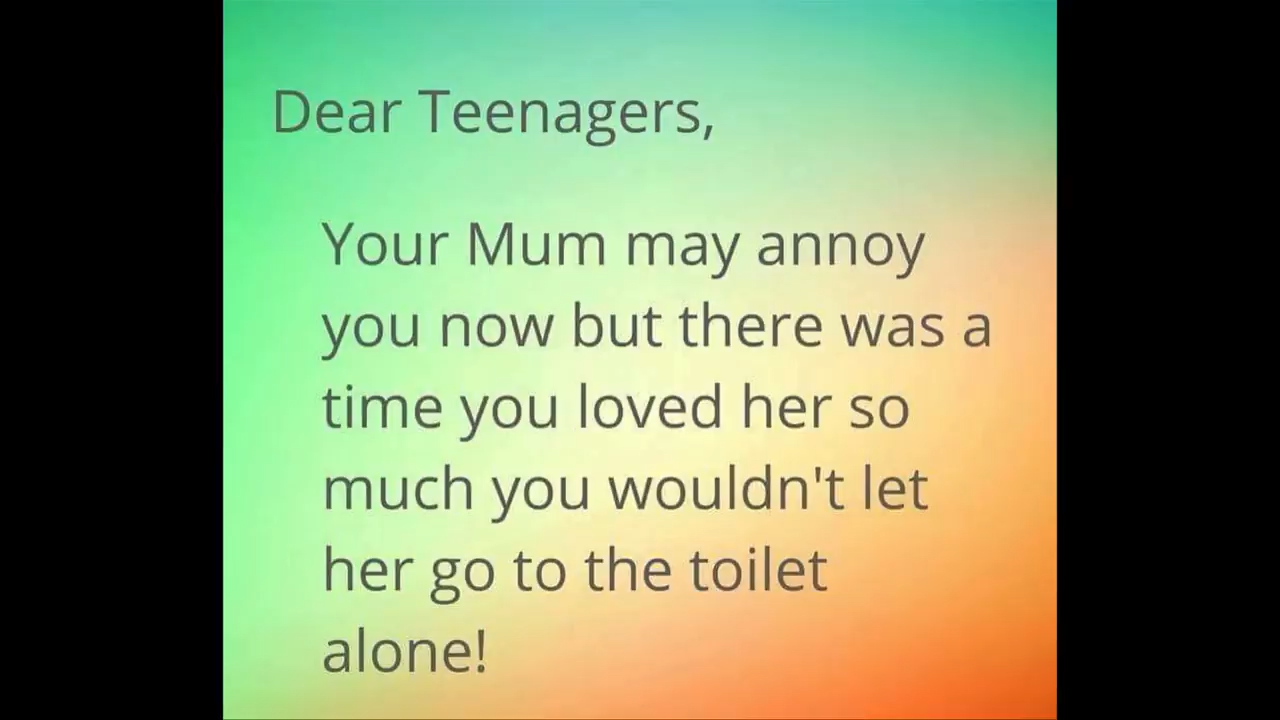 Dear Teenagers,
Your Mum may annoy
you now but there was a
time you loved her so
much you wouldn't let
her go to the toilet
alone!